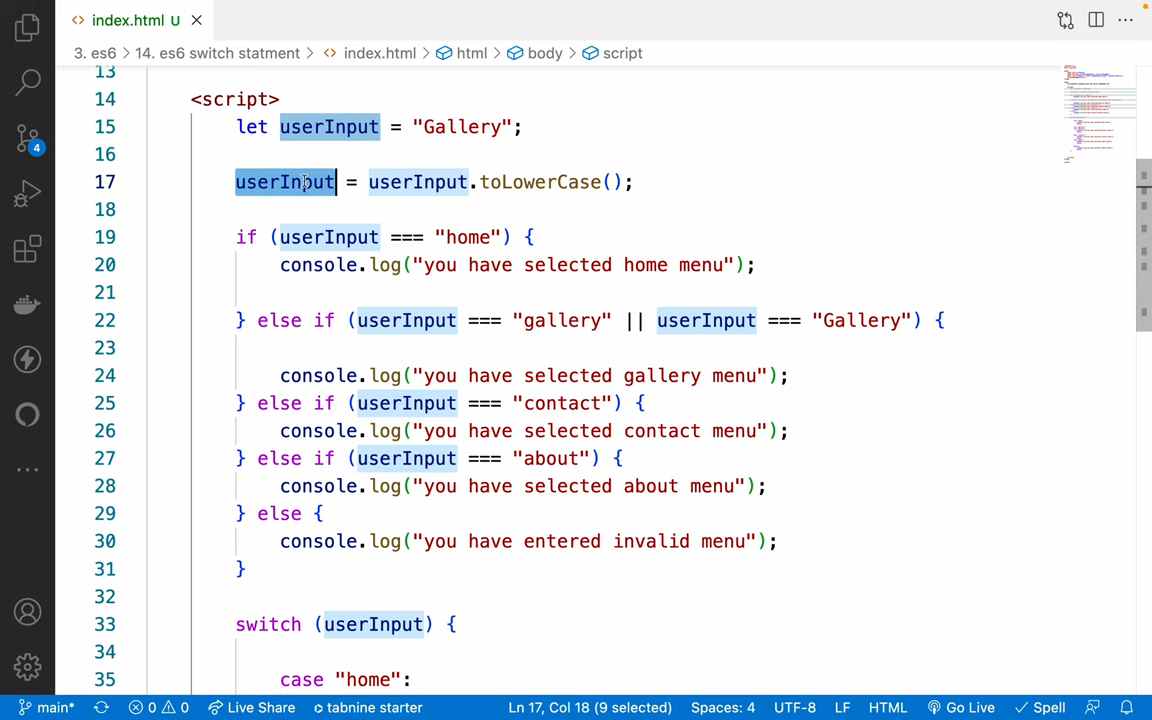 index.html U
3. es6 > 14. es6 switch statment > index.html > html > body > script
13
14 <script>
15 let userInput = "Gallery";
16
17 userInput = userInput.toLowerCase();
18
19 if (userInput === "home") {
20 console.log("you have selected home menu");
21
22 } else if (userInput === "gallery" || userInput === "Gallery") {
23
24 console.log("you have selected gallery menu");
25 } else if (userInput === "contact") {
26 console.log("you have selected contact menu");
27 } else if (userInput === "about") {
28 console.log("you have selected about menu");
29 } else {
30 console.log("you have entered invalid menu");
31 }
32
33 switch (userInput) {
34
35 case "home":
4
main* 0 0 Live Share tabnine starter Ln 17, Col 18 (9 selected) Spaces: 4 UTF-8 LF HTML Go Live Spell